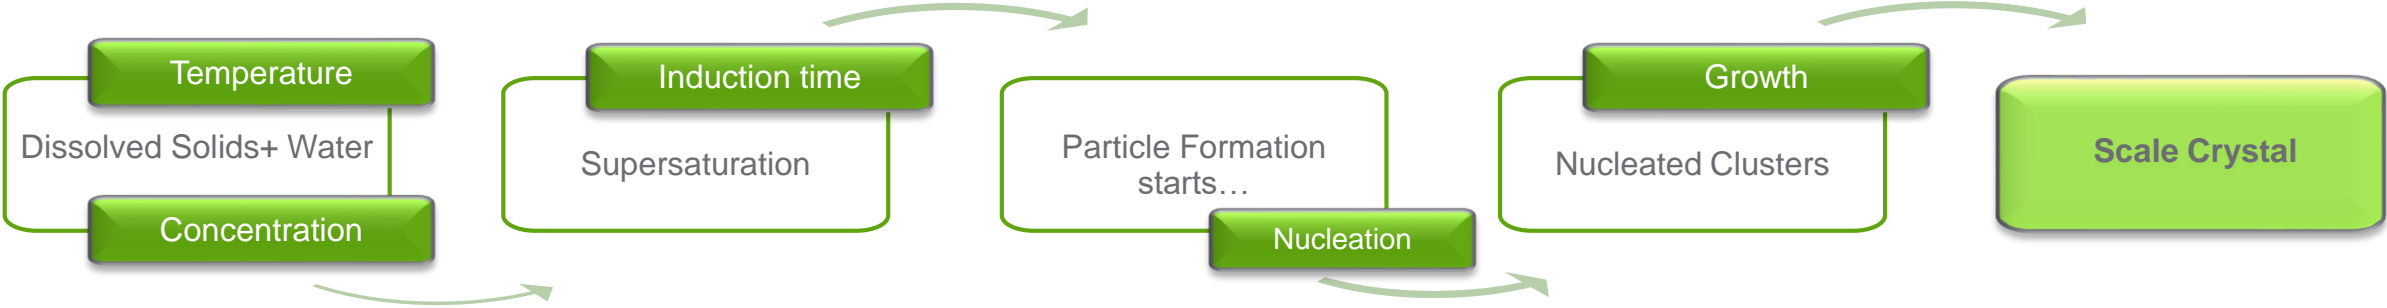 Temperature
Dissolved Solids+ Water
Concentration
Induction time
Supersaturation
Particle Formation
starts…
Nucleation
Growth
Nucleated Clusters
Scale Crystal